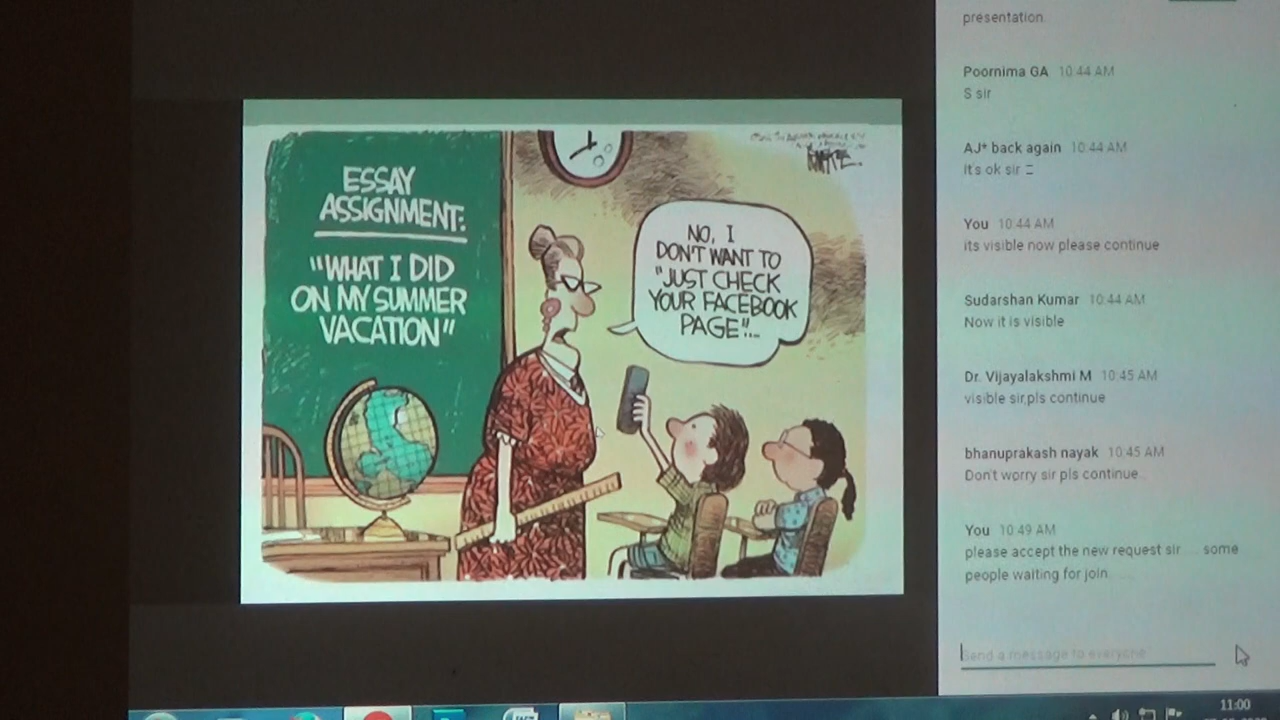 ESSAY
ASSIGNMENT:
"WHAT I DID
ON MY SUMMER
VACATION"
NO, I
DON'T WANT TO
"JUST CHECK
YOUR FACEBOOK
PAGE"...
presentation
Poornima GA 10:44 AM
S sir
AJ* back again 10:44 AM
it's ok sir
You 10:44 AM
its visible now please continue
Sudarshan Kumar 10:44 AM
Now it is visible
Dr. Vijayalakshmi M 10:45 AM
visible sir,pls continue
bhanuprakash nayak 10:45 AM
Don't worry sir pls continue
You 10:49 AM
please accept the new request sir.... some
people waiting for join......
Send a message to everyone
11:00